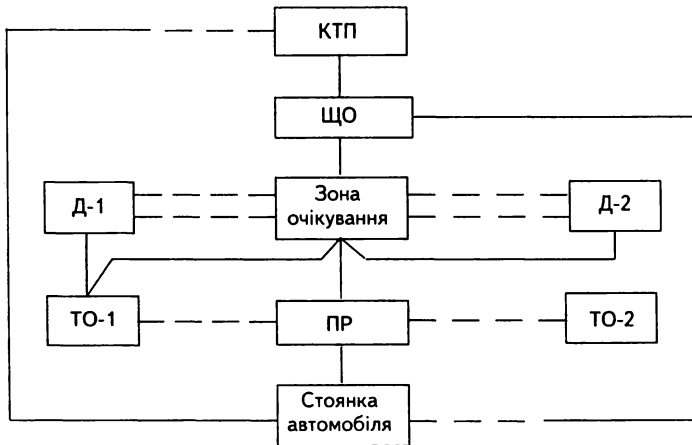 КТП
ЩО
Д-1
Зона
очікування
Д-2
ТО-1
ПР
ТО-2
Стоянка
автомобіля